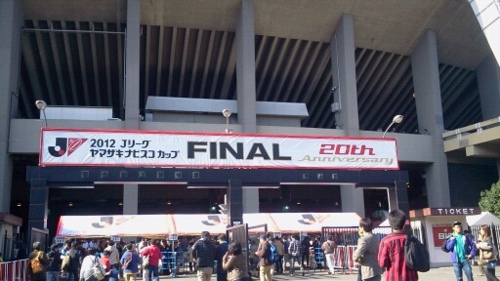 2012 Jリーグ
ヤマザキナビスコカップ
FINAL
20th
Anniversary
TICKET